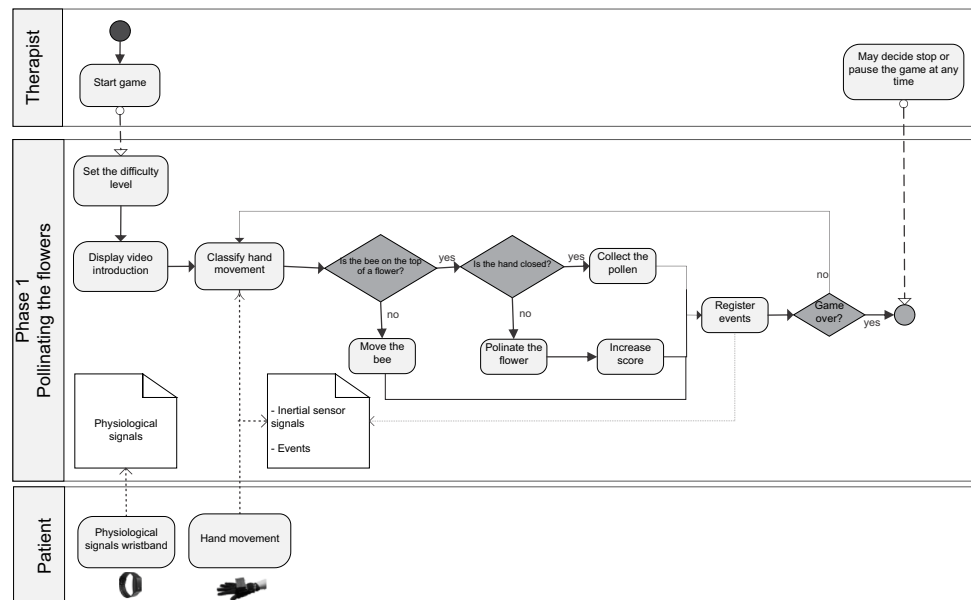 Therapist
Start game
May decide stop or
pause the game at any
time
Phase 1
Pollinating the flowers
Set the difficulty
level
Display video
introduction
Classify hand
movement
Is the bee on the top
of a flower?
yes
no
Is the hand closed?
yes
no
Collect the
pollen
Move the
bee
Polinate the
flower
Increase
score
Register
events
Game
over?
no
yes
Physiological
signals
- Inertial sensor
signals
- Events
Patient
Physiological
signals wristband
Hand movement